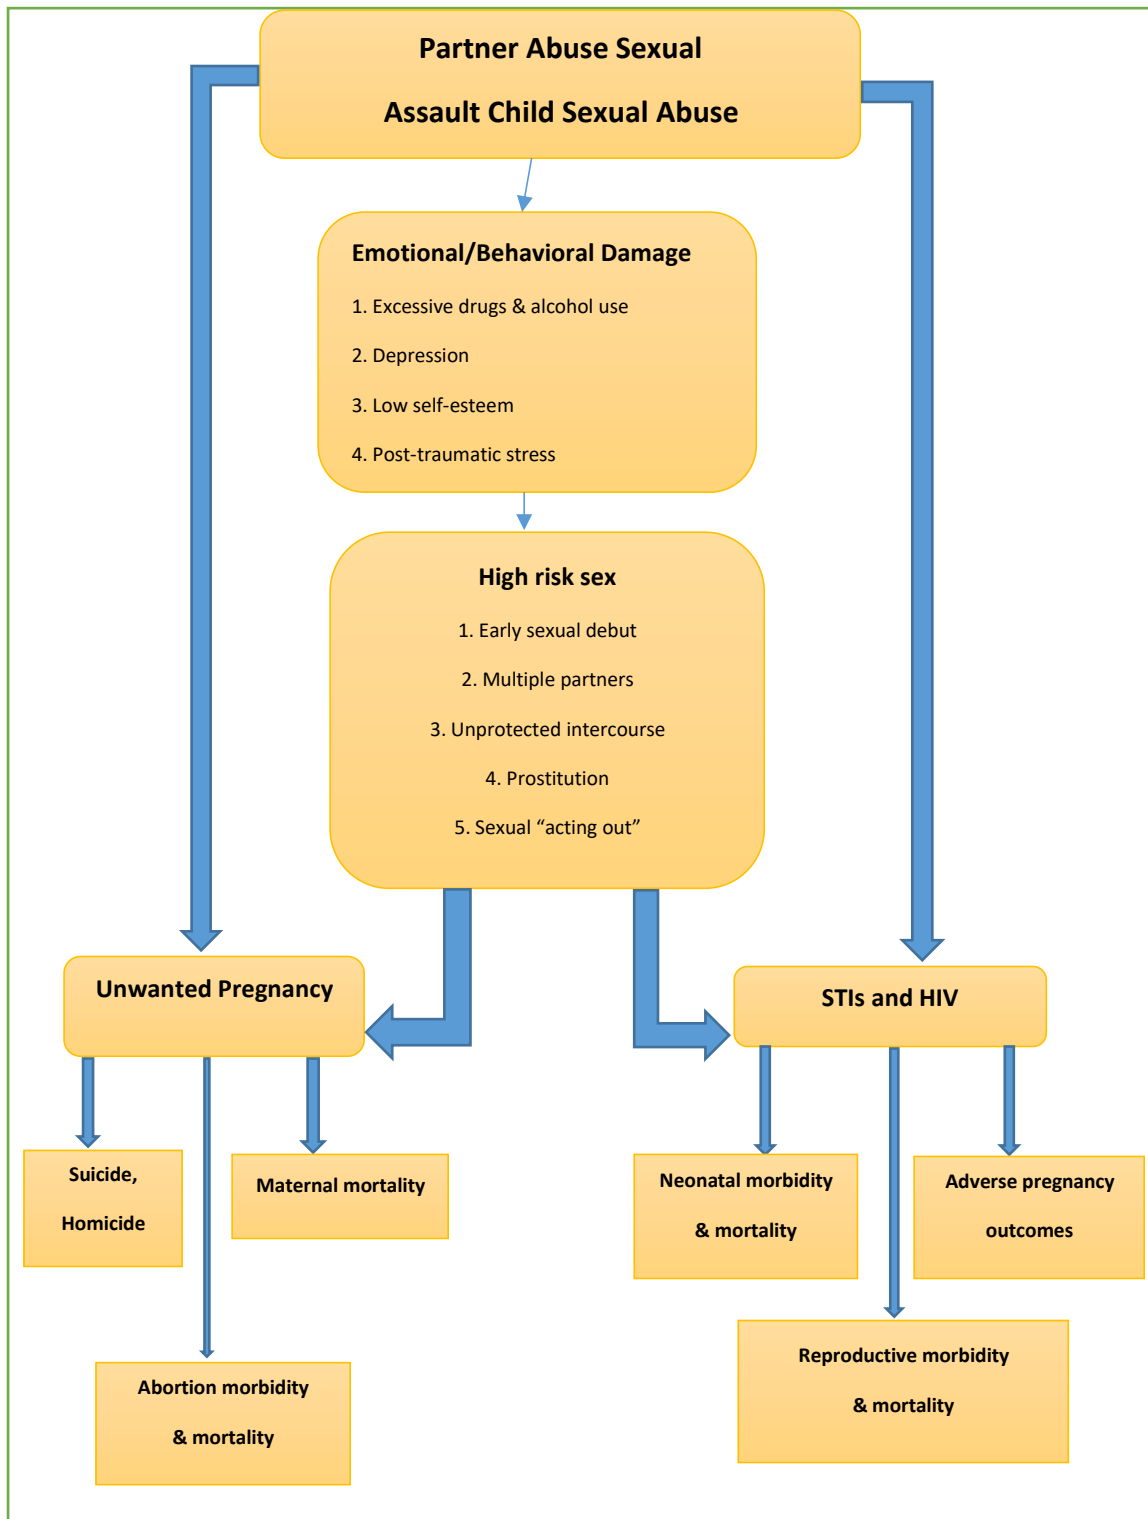 Partner Abuse Sexual
Assault Child Sexual Abuse
Emotional/Behavioral Damage
1. Excessive drugs & alcohol use
2. Depression
3. Low self-esteem
4. Post-traumatic stress
High risk sex
1. Early sexual debut
2. Multiple partners
3. Unprotected intercourse
4. Prostitution
5. Sexual “acting out”
Unwanted Pregnancy
STIs and HIV
Suicide,
Homicide
Maternal mortality
Neonatal morbidity
& mortality
Adverse pregnancy
outcomes
Abortion morbidity
& mortality
Reproductive morbidity
& mortality